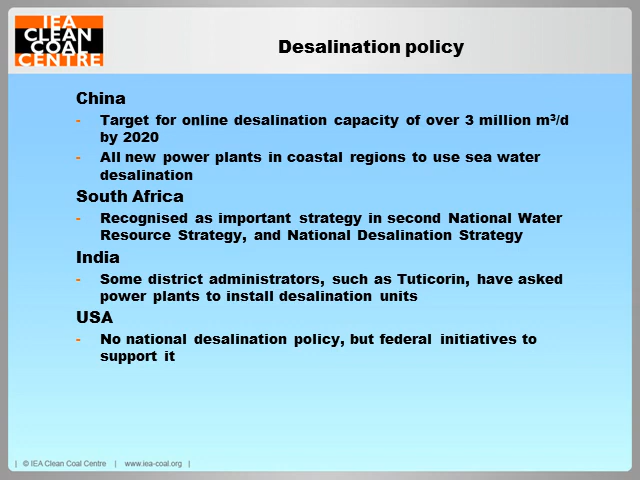 IEA
CLEAN
COAL
CENTRE
Desalination policy
China
- Target for online desalination capacity of over 3 million m³/d
by 2020
- All new power plants in coastal regions to use sea water
desalination
South Africa
- Recognised as important strategy in second National Water
Resource Strategy, and National Desalination Strategy
India
- Some district administrators, such as Tuticorin, have asked
power plants to install desalination units
USA
- No national desalination policy, but federal initiatives to
support it
| © IEA Clean Coal Centre | www.iea-coal.org |